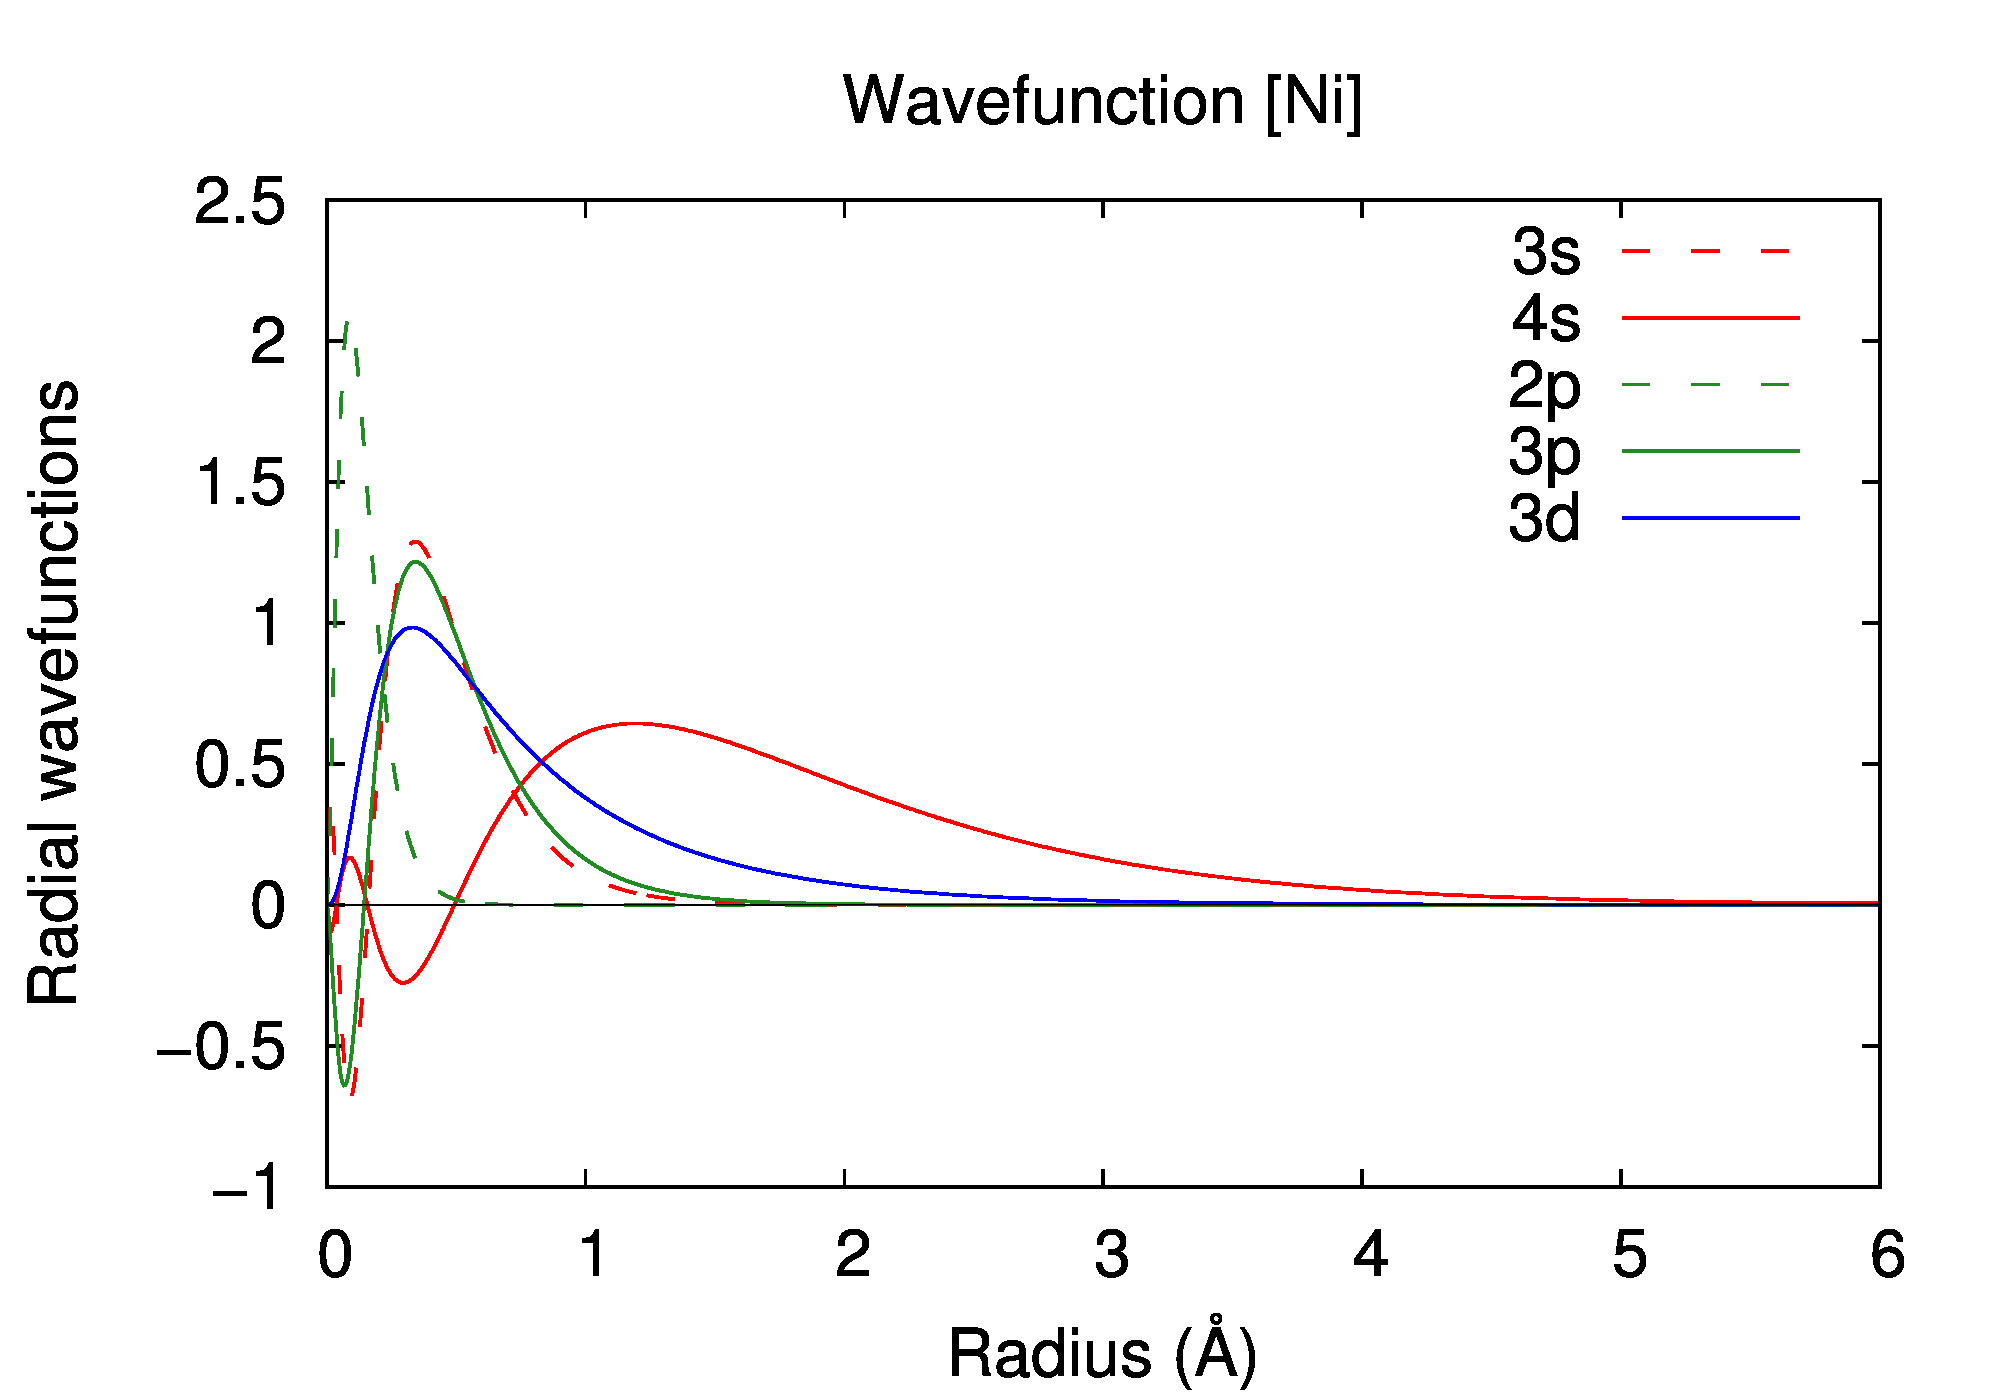 Wavefunction [Ni]
2.5
2
1.5
1
0.5
0
−0.5
−1
Radial wavefunctions
3s
4s
2p
3p
3d
0 1 2 3 4 5 6
Radius (Å)